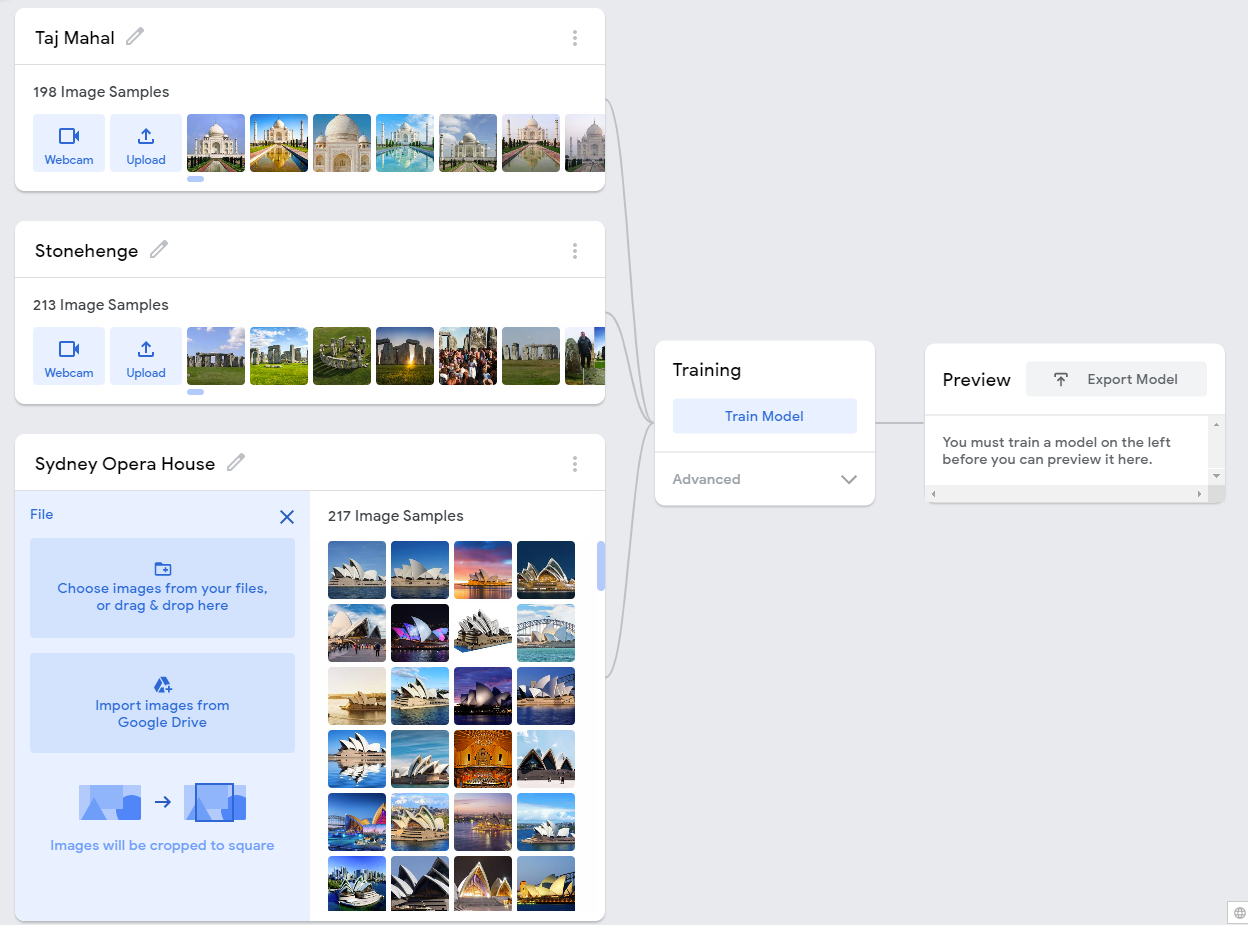 Taj Mahal
198 Image Samples
Webcam
Upload
Stonehenge
213 Image Samples
Webcam
Upload
Sydney Opera House
File
Choose images from your files,
or drag & drop here
Import images from
Google Drive
Images will be cropped to square
217 Image Samples
Training
Train Model
Advanced
Preview
Export Model
You must train a model on the left
before you can preview it here.